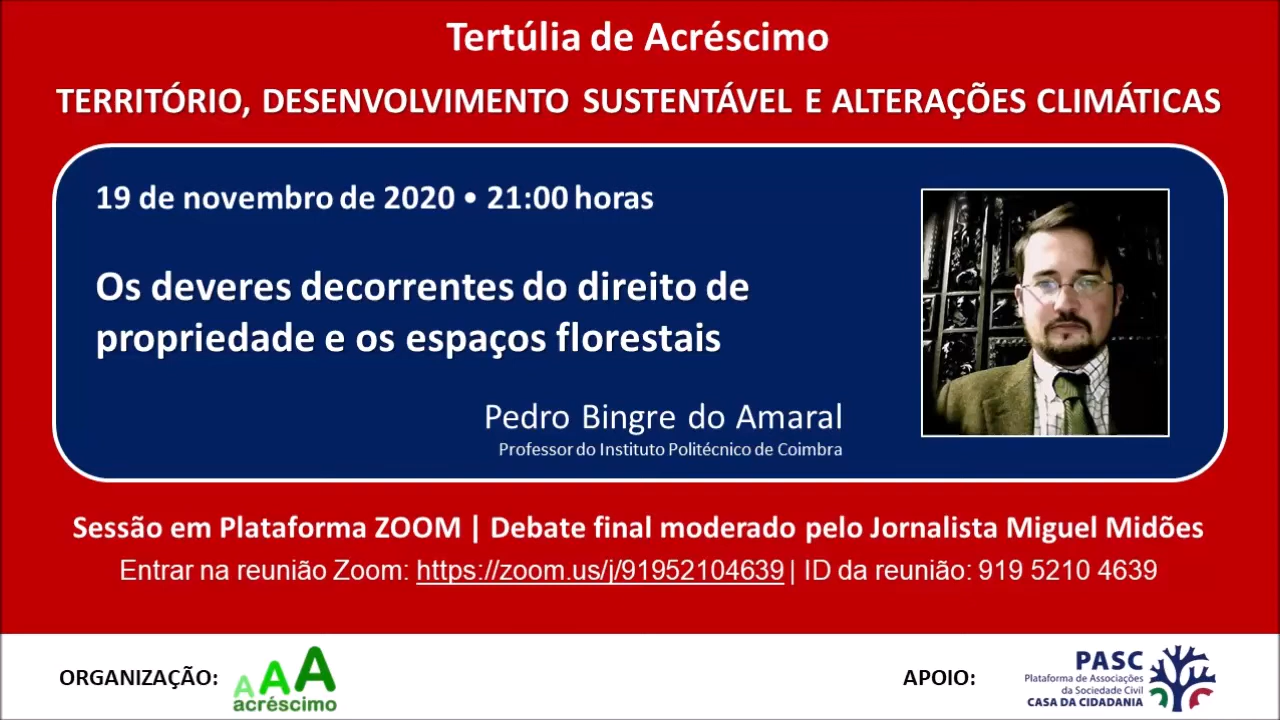 Tertúlia de Acréscimo
TERRITÓRIO, DESENVOLVIMENTO SUSTENTÁVEL E ALTERAÇÕES CLIMÁTICAS
19 de novembro de 2020 • 21:00 horas
Os deveres decorrentes do direito de
propriedade e os espaços florestais
Pedro Bingre do Amaral
Professor do Instituto Politécnico de Coimbra
Sessão em Plataforma ZOOM | Debate final moderado pelo Jornalista Miguel Midões
Entrar na reunião Zoom: https://zoom.us/j/91952104639 | ID da reunião: 919 5210 4639
ORGANIZAÇÃO:
AAA
acréscimo
APOIO:
PASC
Plataforma de Associações
da Sociedade Civil
CASA DA CIDADANIA